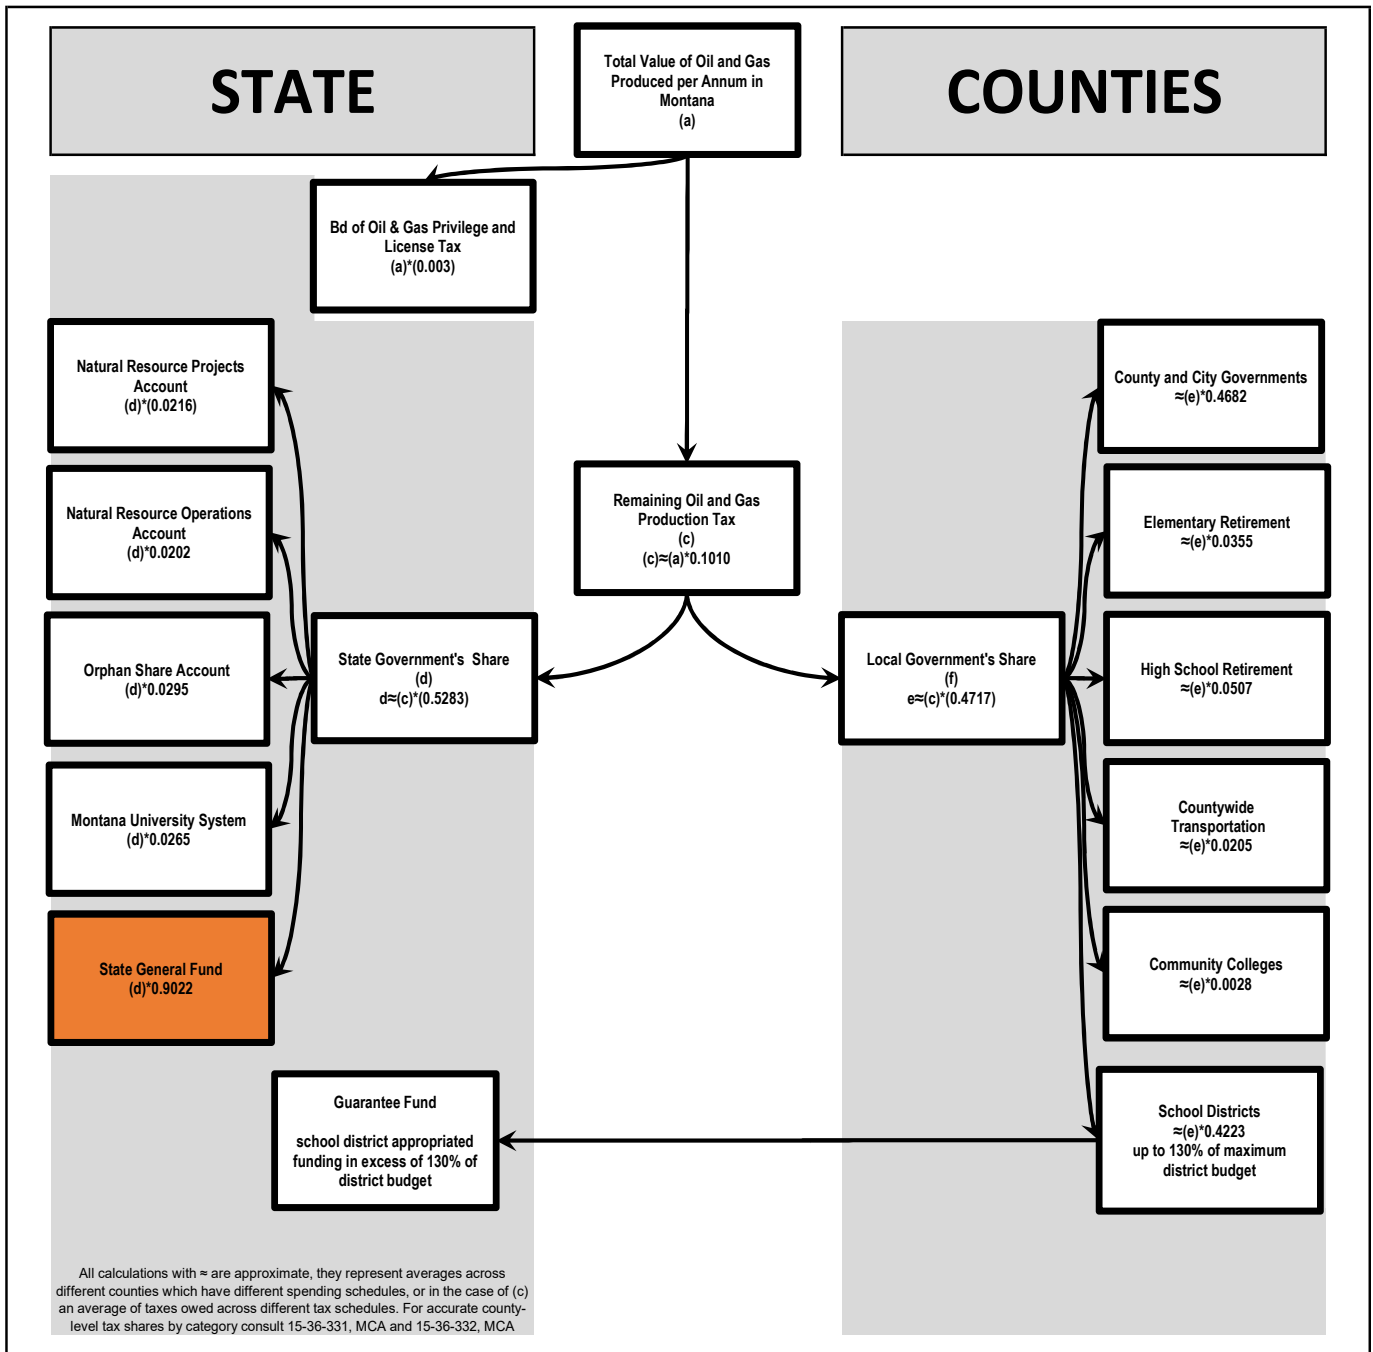 STATE
Total Value of Oil and Gas
Produced per Annum in
Montana
(a)
COUNTIES
Bd of Oil & Gas Privilege and
License Tax
(a)*(0.003)
Natural Resource Projects
Account
(d)*(0.0216)
Natural Resource Operations
Account
(d)*0.0202
Orphan Share Account
(d)*0.0295
Montana University System
(d)*0.0265
State General Fund
(d)*0.9022
State Government's  Share
(d)
d≈(c)*(0.5283)
Remaining Oil and Gas
Production Tax
(c)
(c)≈(a)*0.1010
Local Government's Share
(f)
e≈(c)*(0.4717)
County and City Governments
≈(e)*0.4682
Elementary Retirement
≈(e)*0.0355
High School Retirement
≈(e)*0.0507
Countywide
Transportation
≈(e)*0.0205
Community Colleges
≈(e)*0.0028
School Districts
≈(e)*0.4223
up to 130% of maximum
district budget
Guarantee Fund
school district appropriated
funding in excess of 130% of
district budget
All calculations with ≈ are approximate, they represent averages across
different counties which have different spending schedules, or in the case of (c)
an average of taxes owed across different tax schedules. For accurate county-
level tax shares by category consult 15-36-331, MCA and 15-36-332, MCA